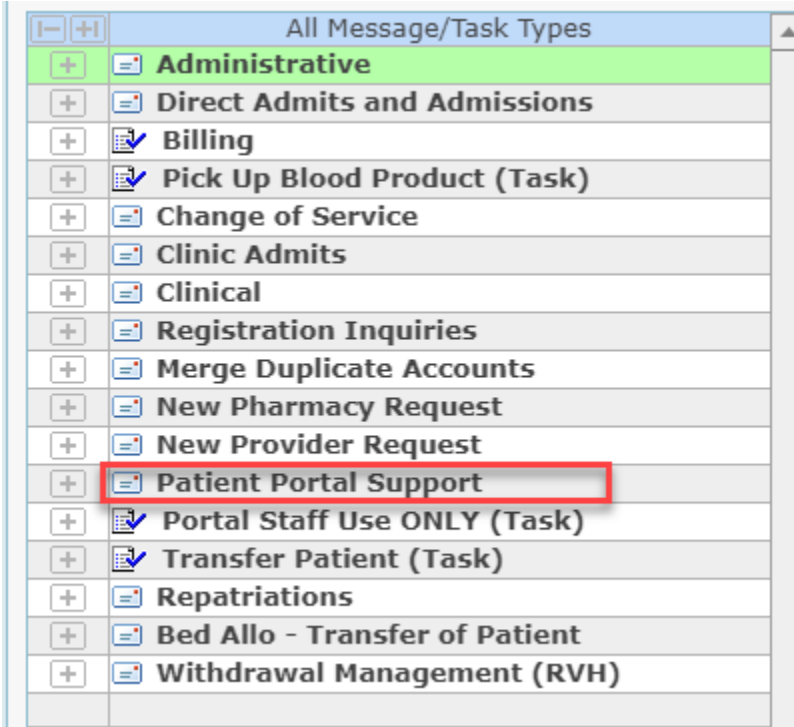 All Message/Task Types
Administrative
Direct Admits and Admissions
Billing
Pick Up Blood Product (Task)
Change of Service
Clinic Admits
Clinical
Registration Inquiries
Merge Duplicate Accounts
New Pharmacy Request
New Provider Request
Patient Portal Support
Portal Staff Use ONLY (Task)
Transfer Patient (Task)
Repatriations
Bed Allo - Transfer of Patient
Withdrawal Management (RVH)